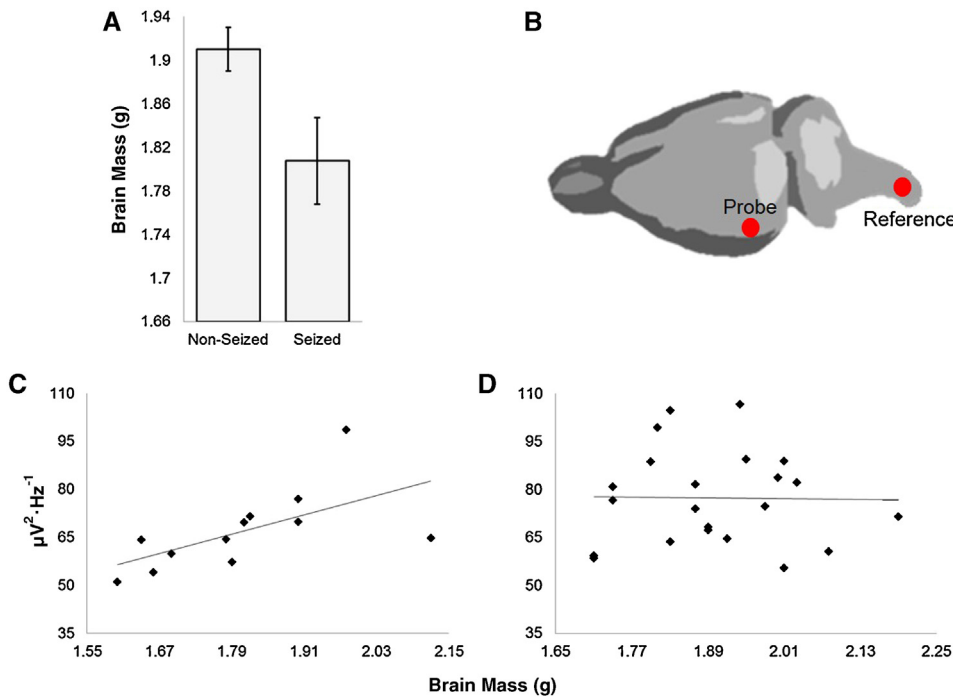 A
1.94
1.9
1.86
1.82
1.78
1.74
1.7
1.66
Brain Mass (g)
Non-Seized Seized
B
Probe
Reference
C
110
95
80
65
50
35
µV²·Hz⁻¹
1.55 1.67 1.79 1.91 2.03 2.15
D
110
95
80
65
50
35
1.65 1.77 1.89 2.01 2.13 2.25
Brain Mass (g)